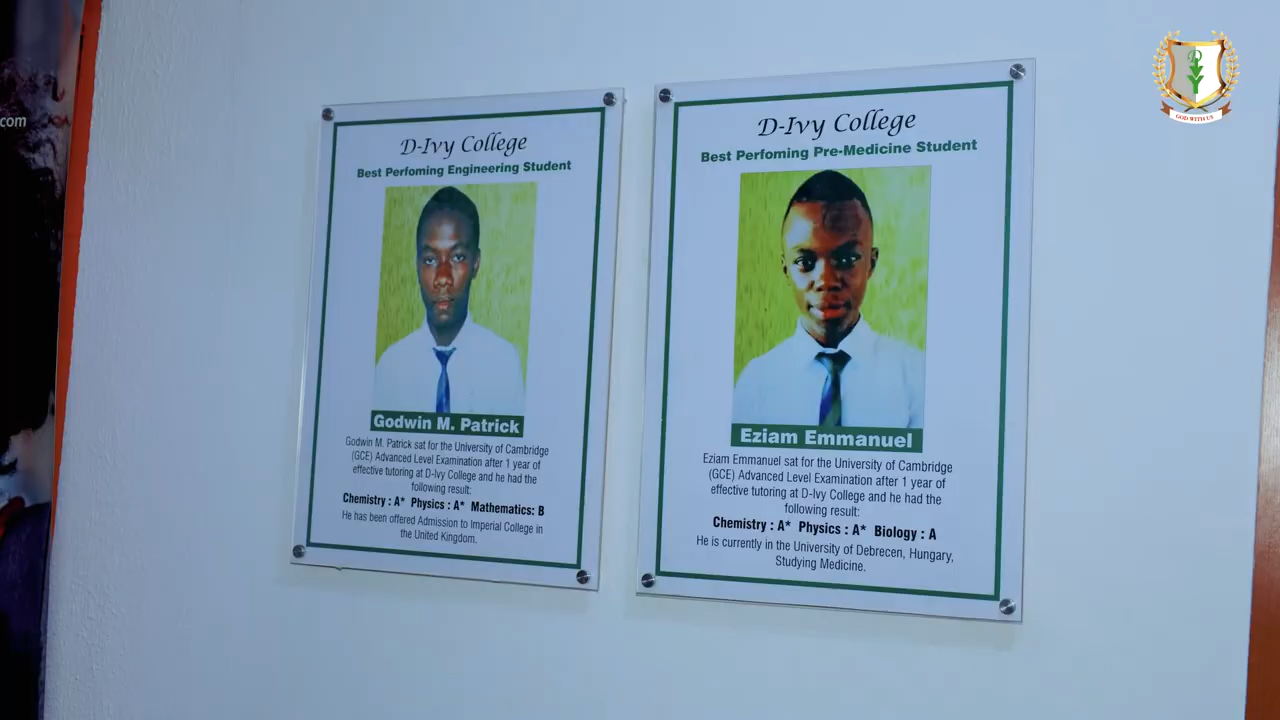 com
D-Ivy College
Best Perfoming Engineering Student
Godwin M. Patrick
Godwin M. Patrick sat for the University of Cambridge
(GCE) Advanced Level Examination after 1 year of
effective tutoring at D-Ivy College and he had the
following result:
Chemistry : A* Physics : A* Mathematics: B
He has been offered Admission to Imperial College in
the United Kingdom.
D-Ivy College
Best Perfoming Pre-Medicine Student
Eziam Emmanuel
Eziam Emmanuel sat for the University of Cambridge
(GCE) Advanced Level Examination after 1 year of
effective tutoring at D-Ivy College and he had the
following result:
Chemistry : A* Physics : A* Biology : A
He is currently in the University of Debrecen, Hungary,
Studying Medicine.
GOD WITH US